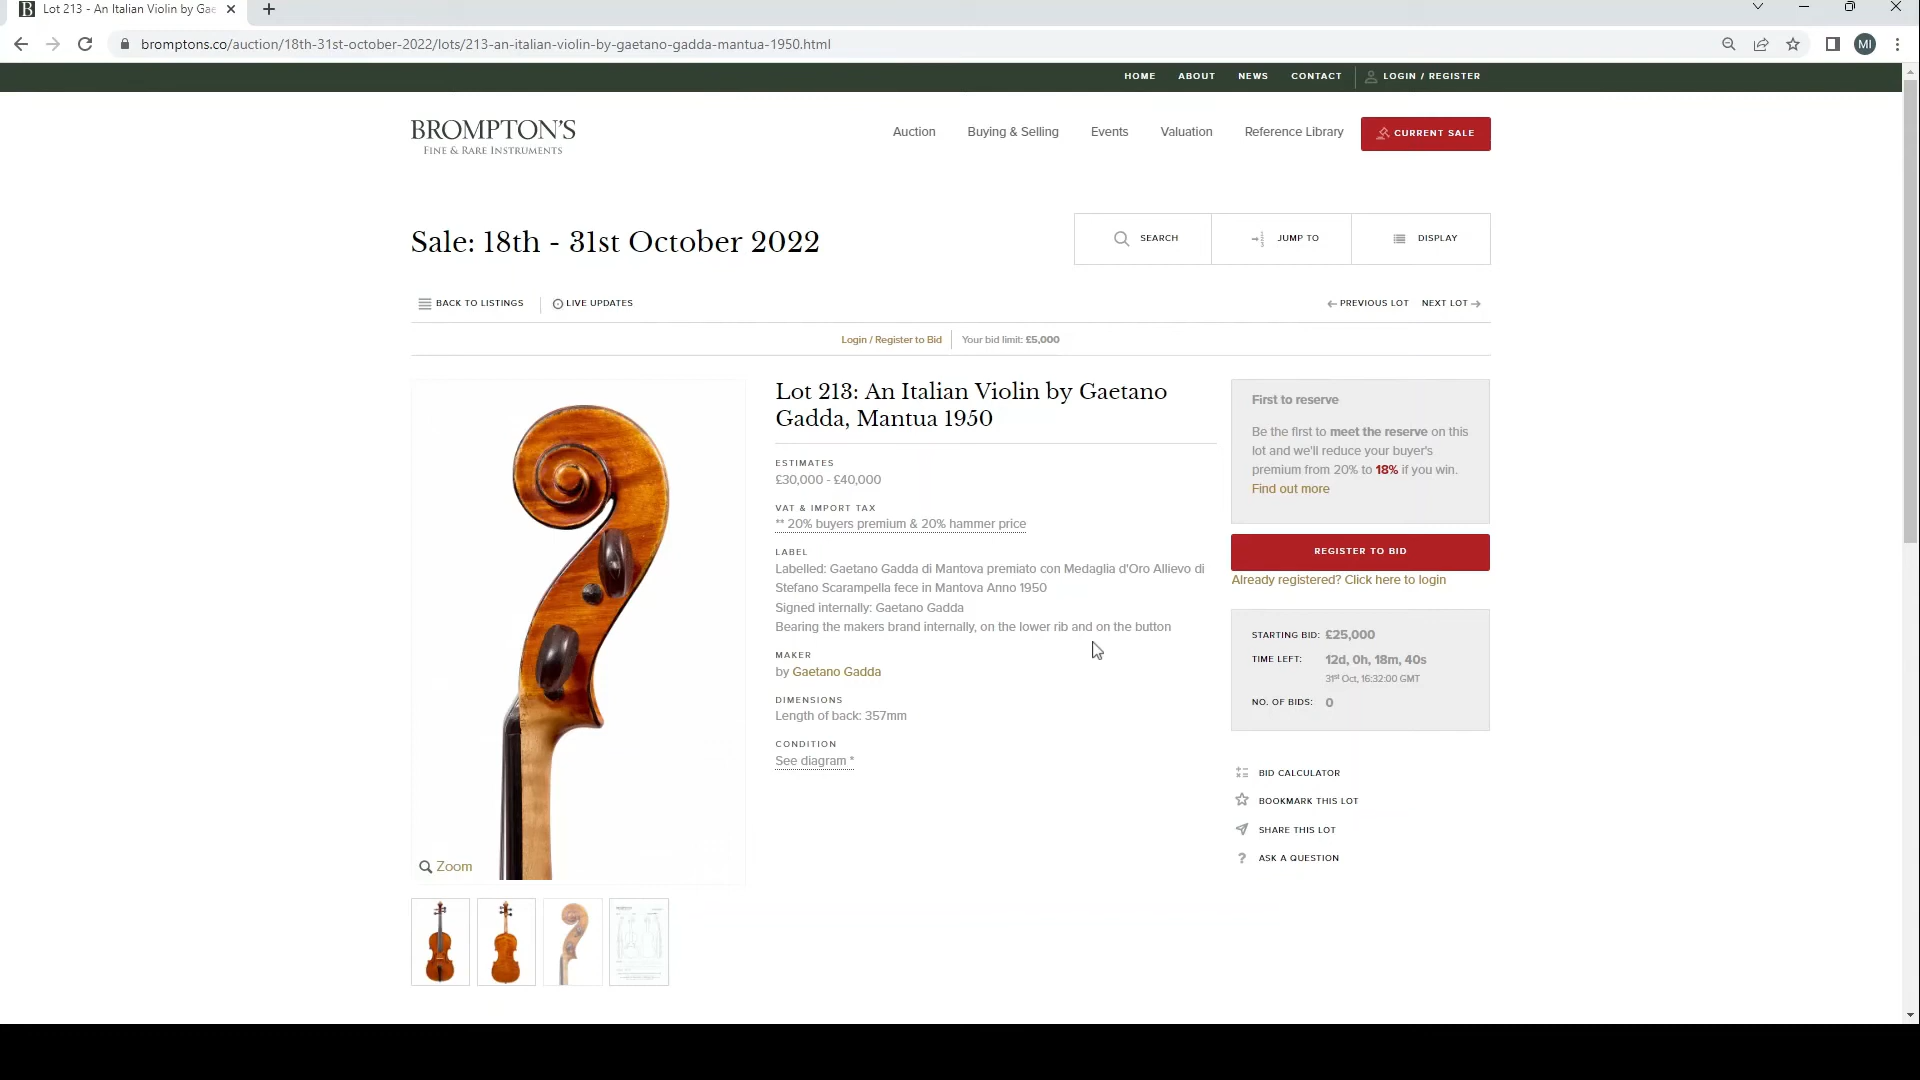 Lot 213 - An Italian Violin by Gae
bromptons.co/auction/18th-31st-october-2022/lots/213-an-italian-violin-by-gaetano-gadda-mantua-1950.html
MI
HOME ABOUT NEWS CONTACT LOGIN / REGISTER
BROMPTON'S
FINE & RARE INSTRUMENTS
Auction Buying & Selling Events Valuation Reference Library CURRENT SALE
Sale: 18th - 31st October 2022
SEARCH JUMP TO DISPLAY
BACK TO LISTINGS LIVE UPDATES
PREVIOUS LOT NEXT LOT
Login / Register to Bid Your bid limit: £5,000
Zoom
Lot 213: An Italian Violin by Gaetano
Gadda, Mantua 1950
ESTIMATES
£30,000 - £40,000
VAT & IMPORT TAX
** 20% buyers premium & 20% hammer price
LABEL
Labelled: Gaetano Gadda di Mantova premiato con Medaglia d'Oro Allievo di
Stefano Scarampella fece in Mantova Anno 1950
Signed internally: Gaetano Gadda
Bearing the makers brand internally, on the lower rib and on the button
MAKER
by Gaetano Gadda
DIMENSIONS
Length of back: 357mm
CONDITION
See diagram *
First to reserve
Be the first to meet the reserve on this
lot and we'll reduce your buyer's
premium from 20% to 18% if you win.
Find out more
REGISTER TO BID
Already registered? Click here to login
STARTING BID: £25,000
TIME LEFT: 12d, 0h, 18m, 40s
31st Oct, 16:32:00 GMT
NO. OF BIDS: 0
BID CALCULATOR
BOOKMARK THIS LOT
SHARE THIS LOT
ASK A QUESTION